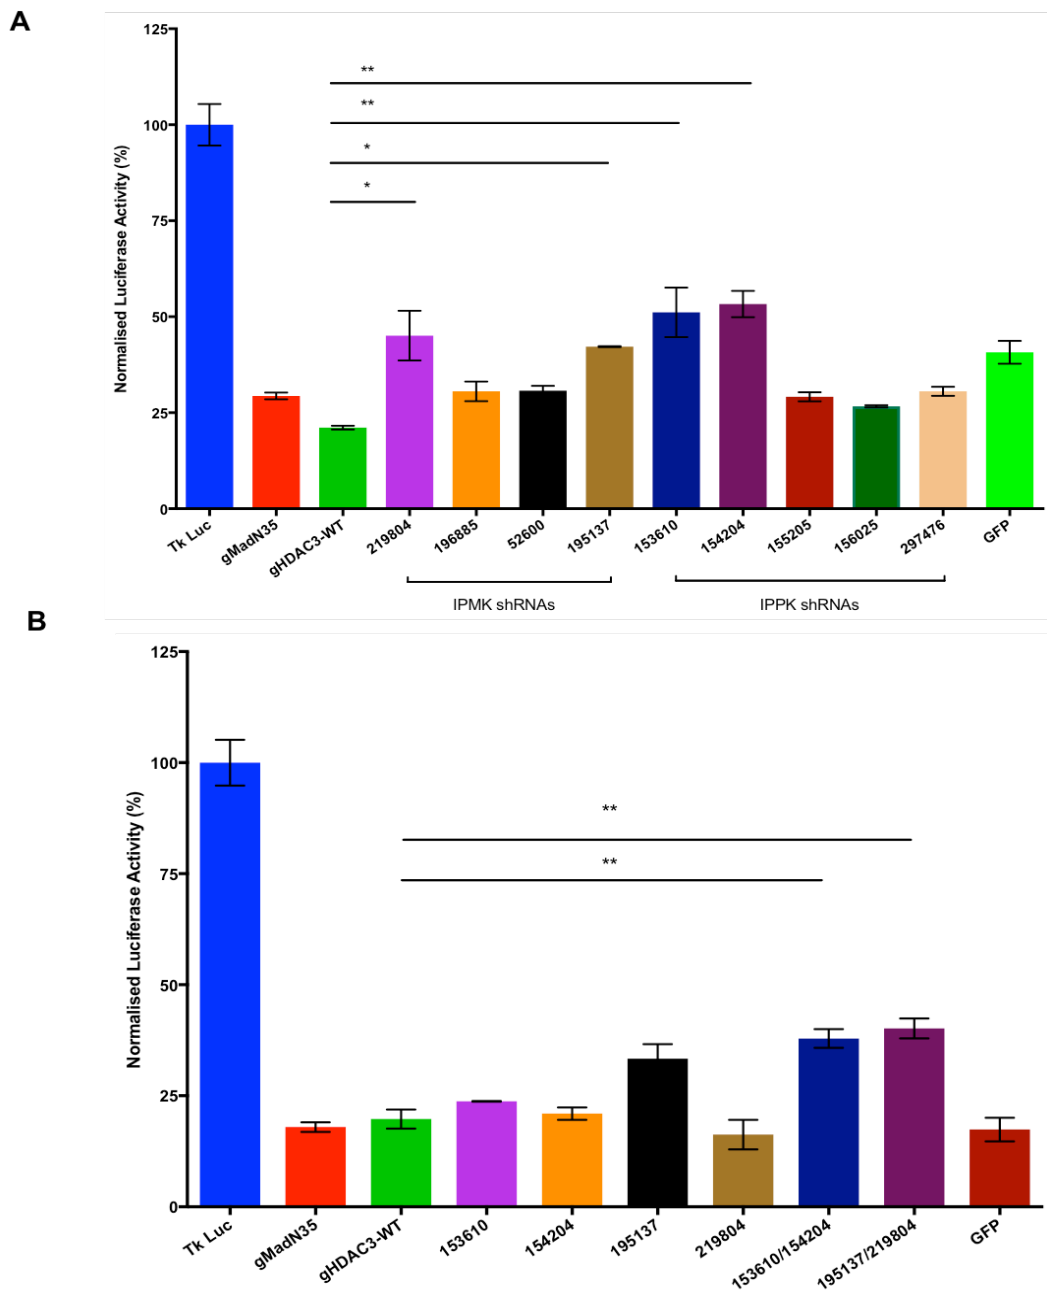 A
Normalised Luciferase Activity (%)
125
100
75
50
25
0
**
**
*
*
Tk Luc
gMadN35
gHDAC3-WT
219804
196885
52600
195137
153610
154204
155205
156025
297476
GFP
IPMK shRNAs
IPPK shRNAs
B
Normalised Luciferase Activity (%)
125
100
75
50
25
0
**
**
Tk Luc
gMadN35
gHDAC3-WT
153610
154204
195137
219804
153610/154204
195137/219804
GFP